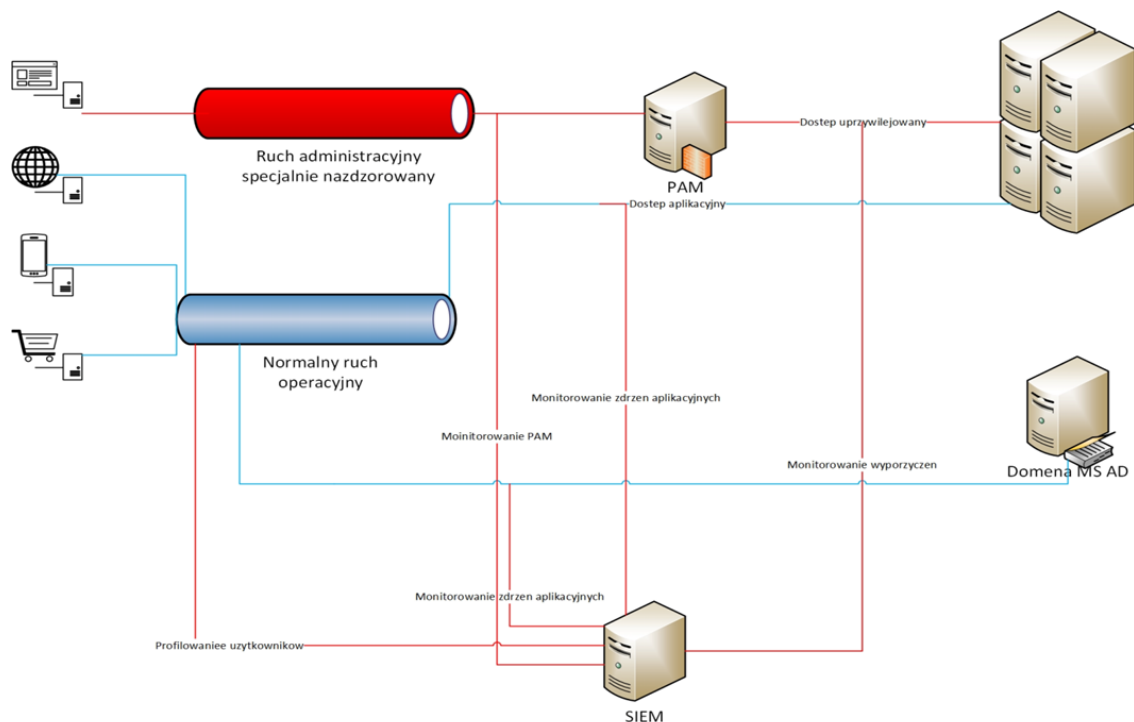 Ruch administracyjny
specjalnie nazdzorowany
PAM
Dostep uprzywilejowany
Dostep aplikacyjny
Normalny ruch
operacyjny
Monitorowanie zdrzen aplikacyjnych
Moinitorowanie PAM
Monitorowanie wyporzyczen
Domena MS AD
Monitorowanie zdrzen aplikacyjnych
Profilowaniee uzytkownikow
SIEM